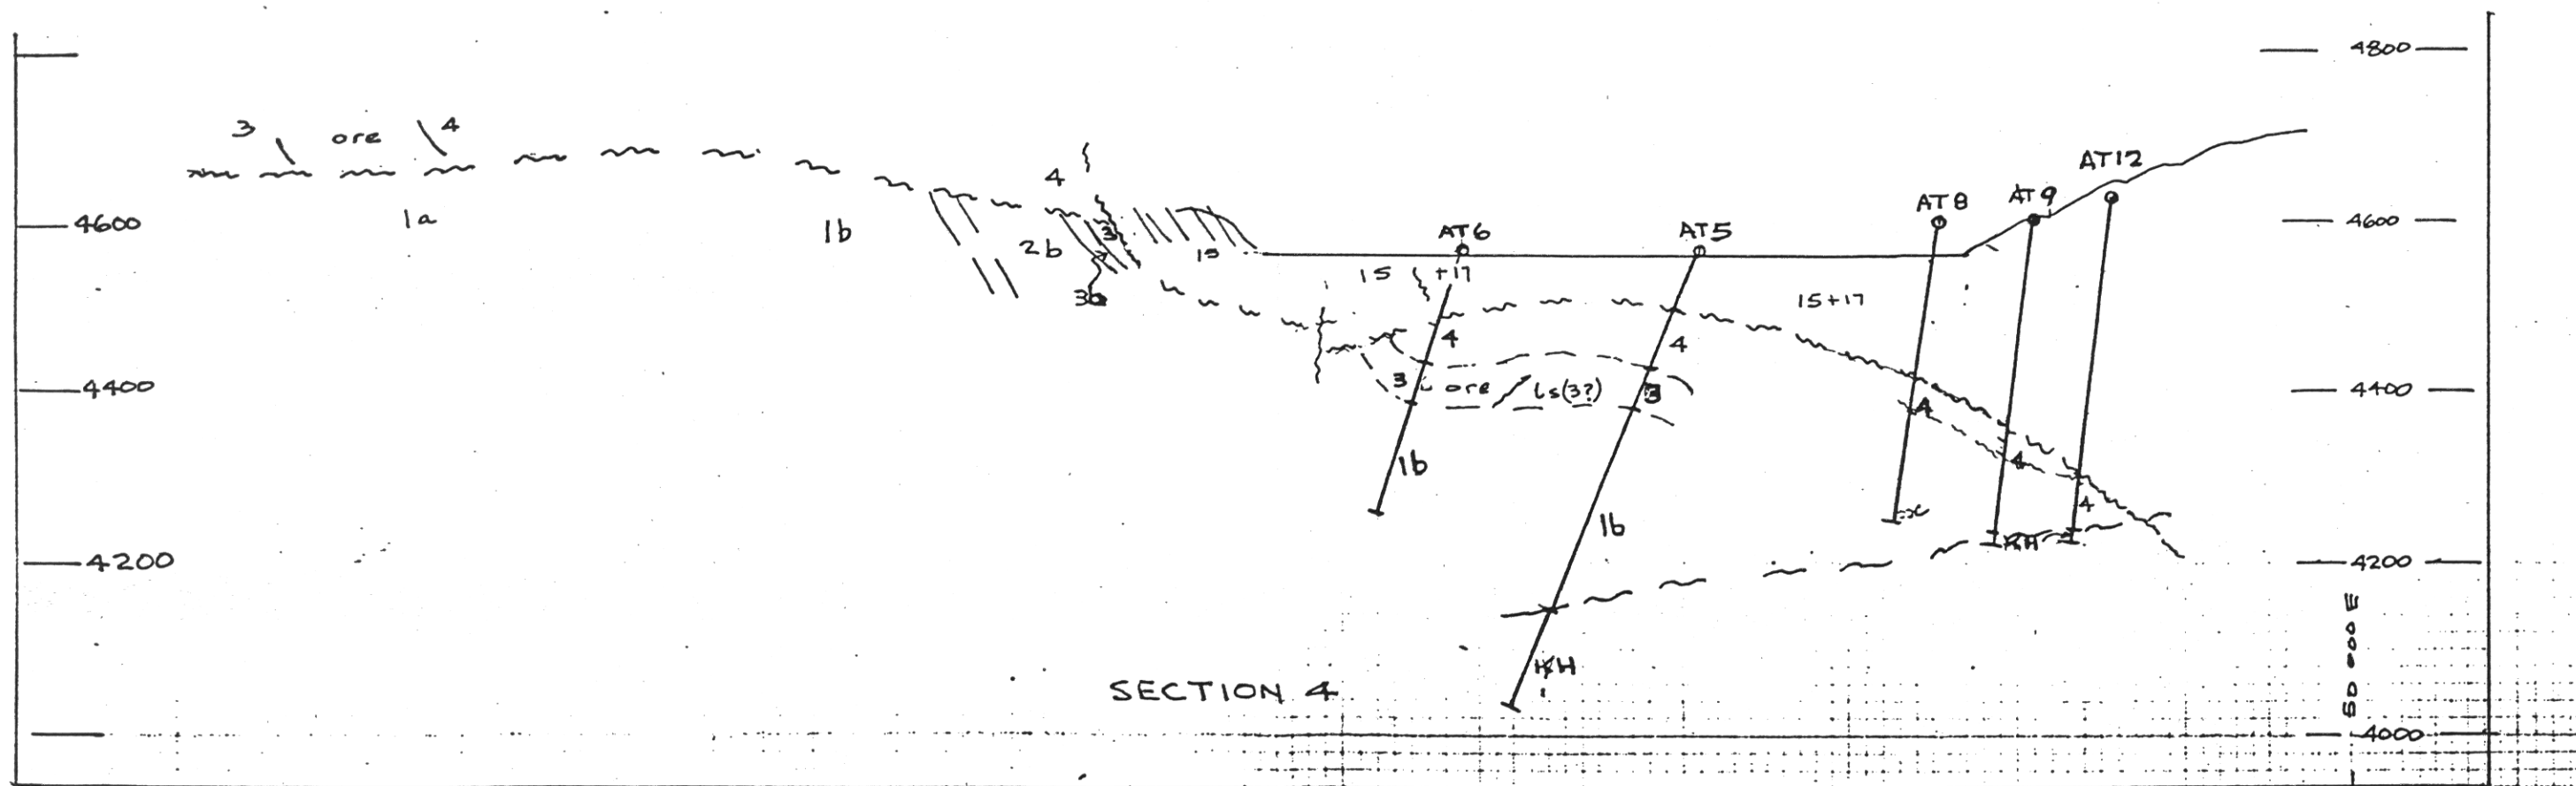 4800
3 ore 4
AT12
4
AT8 AT9
4600 1a 1b 2b 3 15 4600
AT6 AT5
3a
15 +17
15+17
4 4
4400 3 ore ls(3?) 3 4400
4
1b 4
4
1b
KH
4200 4200
KH
SECTION 4
4000